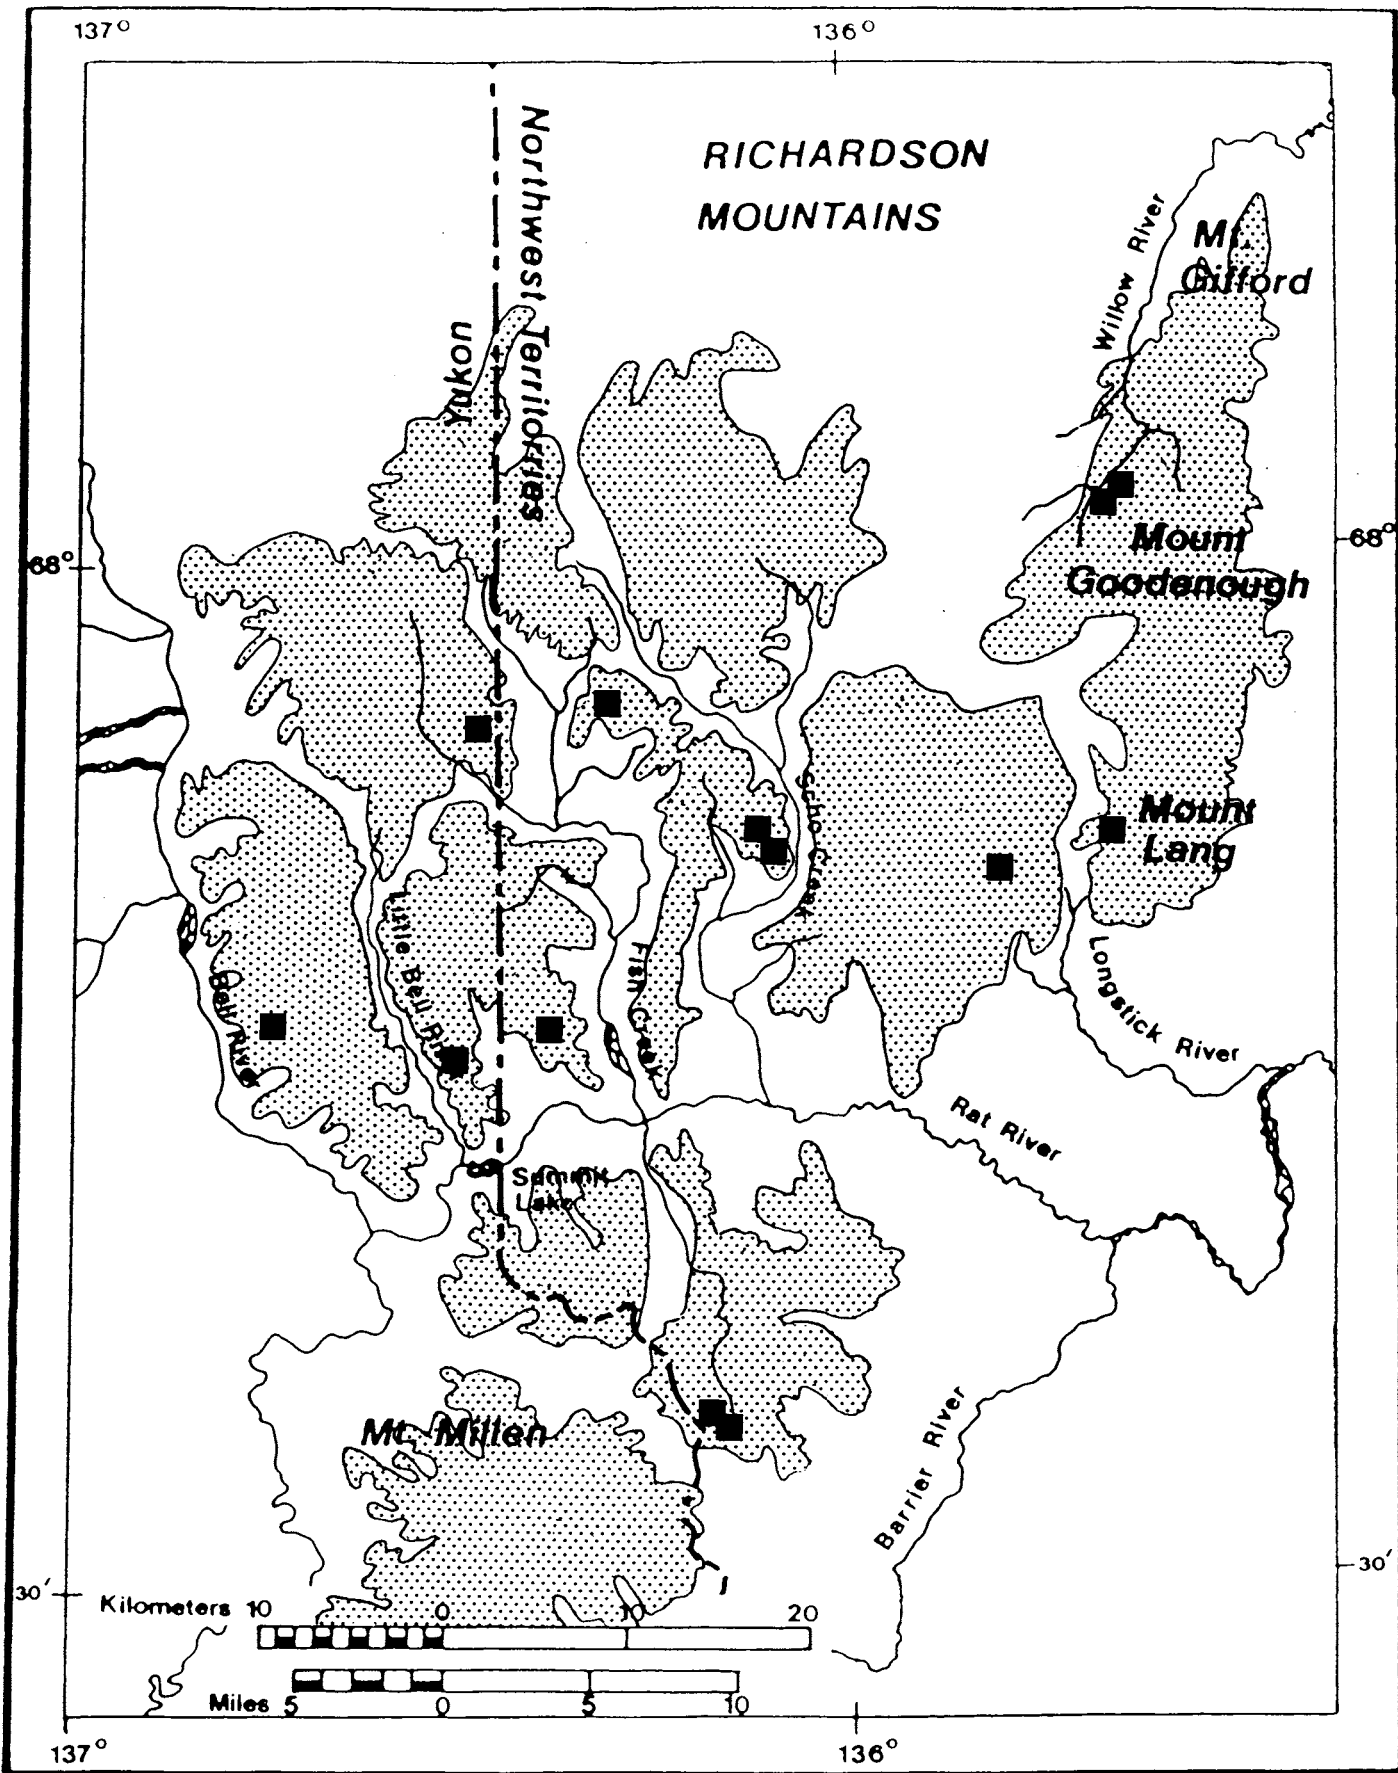 137°
136°
RICHARDSON
MOUNTAINS
Northwest Territories
Yukon
Willow River
Mt.
Gifford
68°
68°
Mount
Goodenough
Echo Creek
Mount
Lang
Little Bell River
Fish Creek
Bell River
Longstick River
Rat River
Summit
Lake
Mt. Millen
Barrier River
30'
30'
Kilometers 10 0 10 20
Miles 5 0 5 10
137°
136°